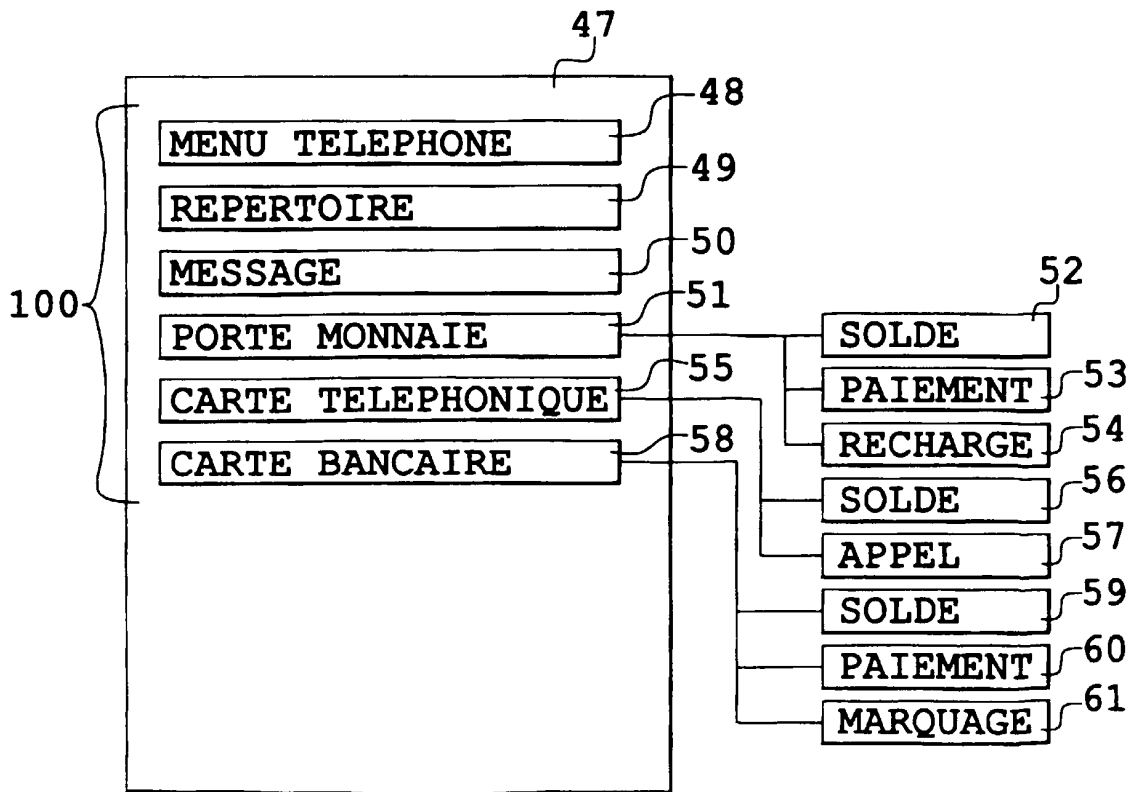 47
48
MENU TELEPHONE
49
REPERTOIRE
50
MESSAGE
100
51
PORTE MONNAIE
55
CARTE TELEPHONIQUE
58
CARTE BANCAIRE
52
SOLDE
PAIEMENT 53
RECHARGE 54
SOLDE 56
APPEL 57
SOLDE 59
PAIEMENT 60
MARQUAGE 61